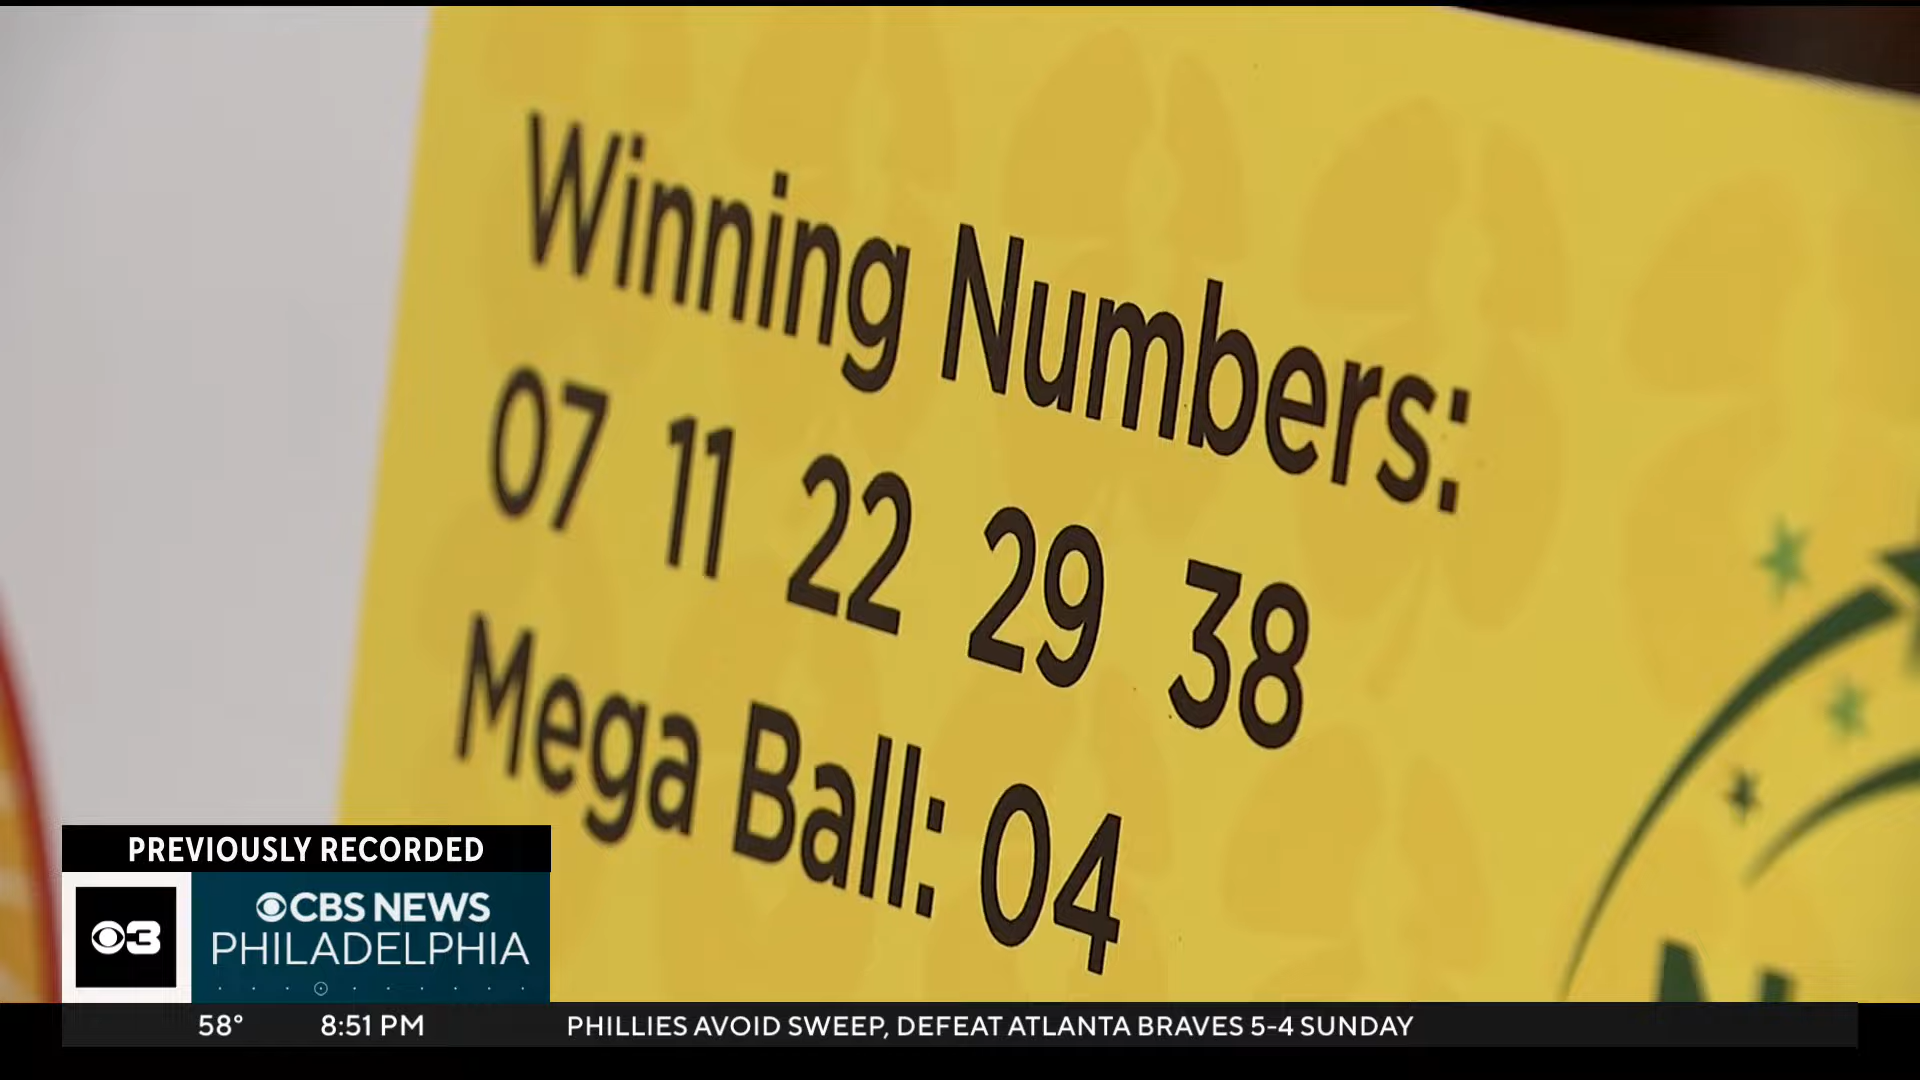 Winning Numbers:
07 11 22 29 38
Mega Ball: 04
PREVIOUSLY RECORDED
3
CBS NEWS
PHILADELPHIA
58° 8:51 PM PHILLIES AVOID SWEEP, DEFEAT ATLANTA BRAVES 5-4 SUNDAY